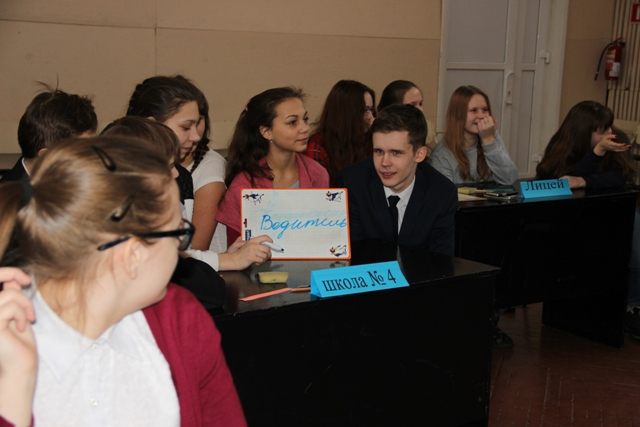 Водитель
школа № 4
Лицей